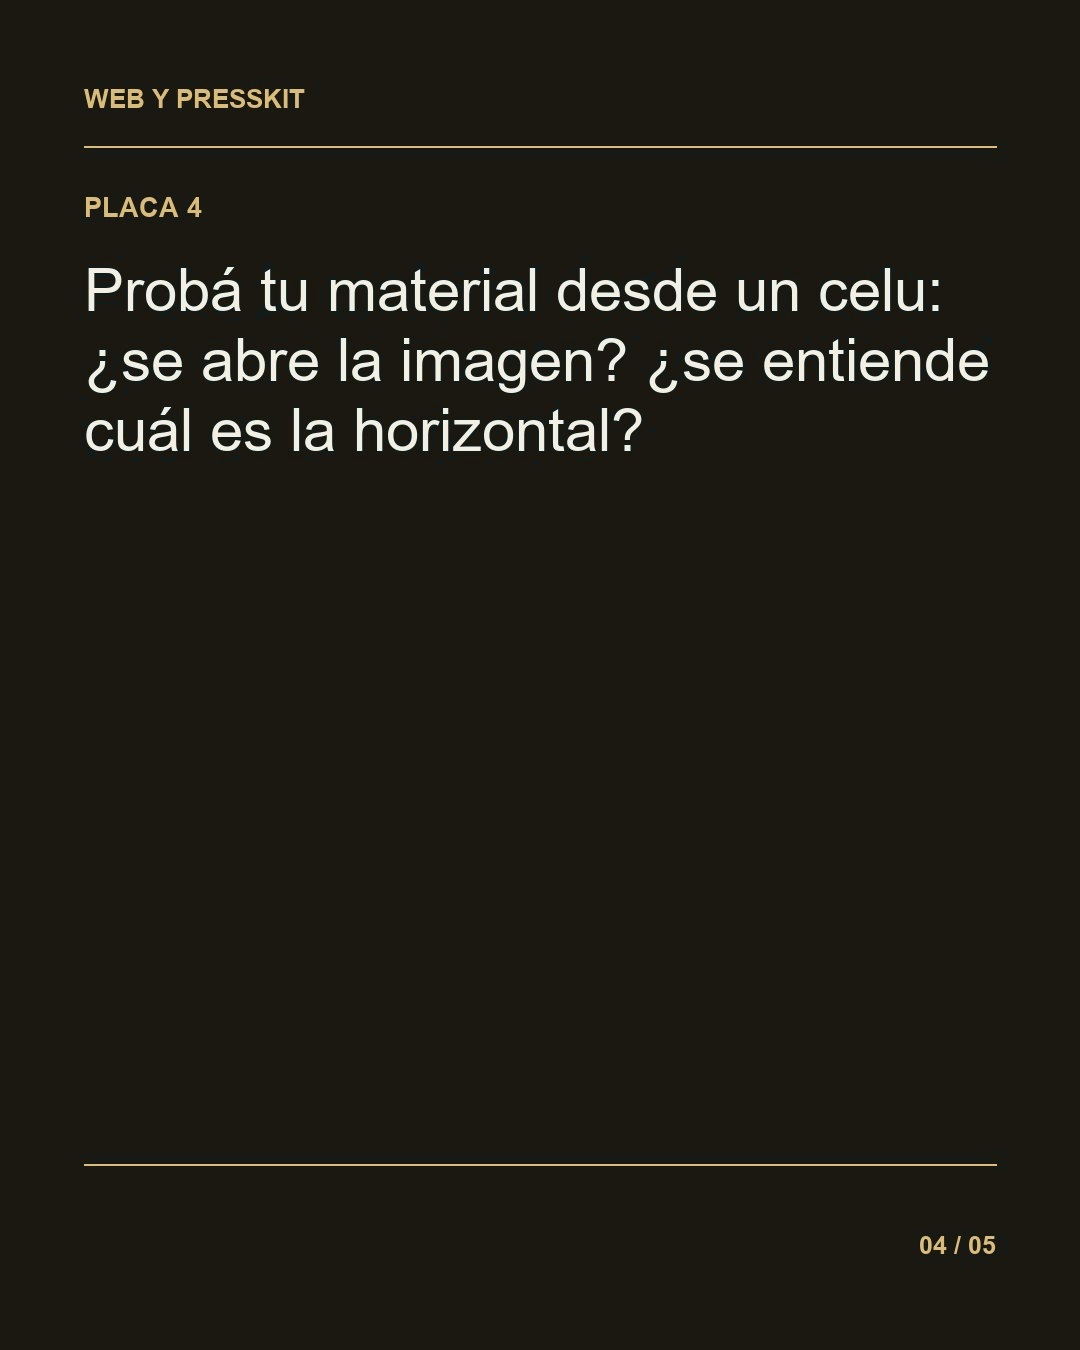 WEB Y PRESSKIT
PLACA 4
Probá tu material desde un celu:
¿se abre la imagen? ¿se entiende
cuál es la horizontal?
04 / 05